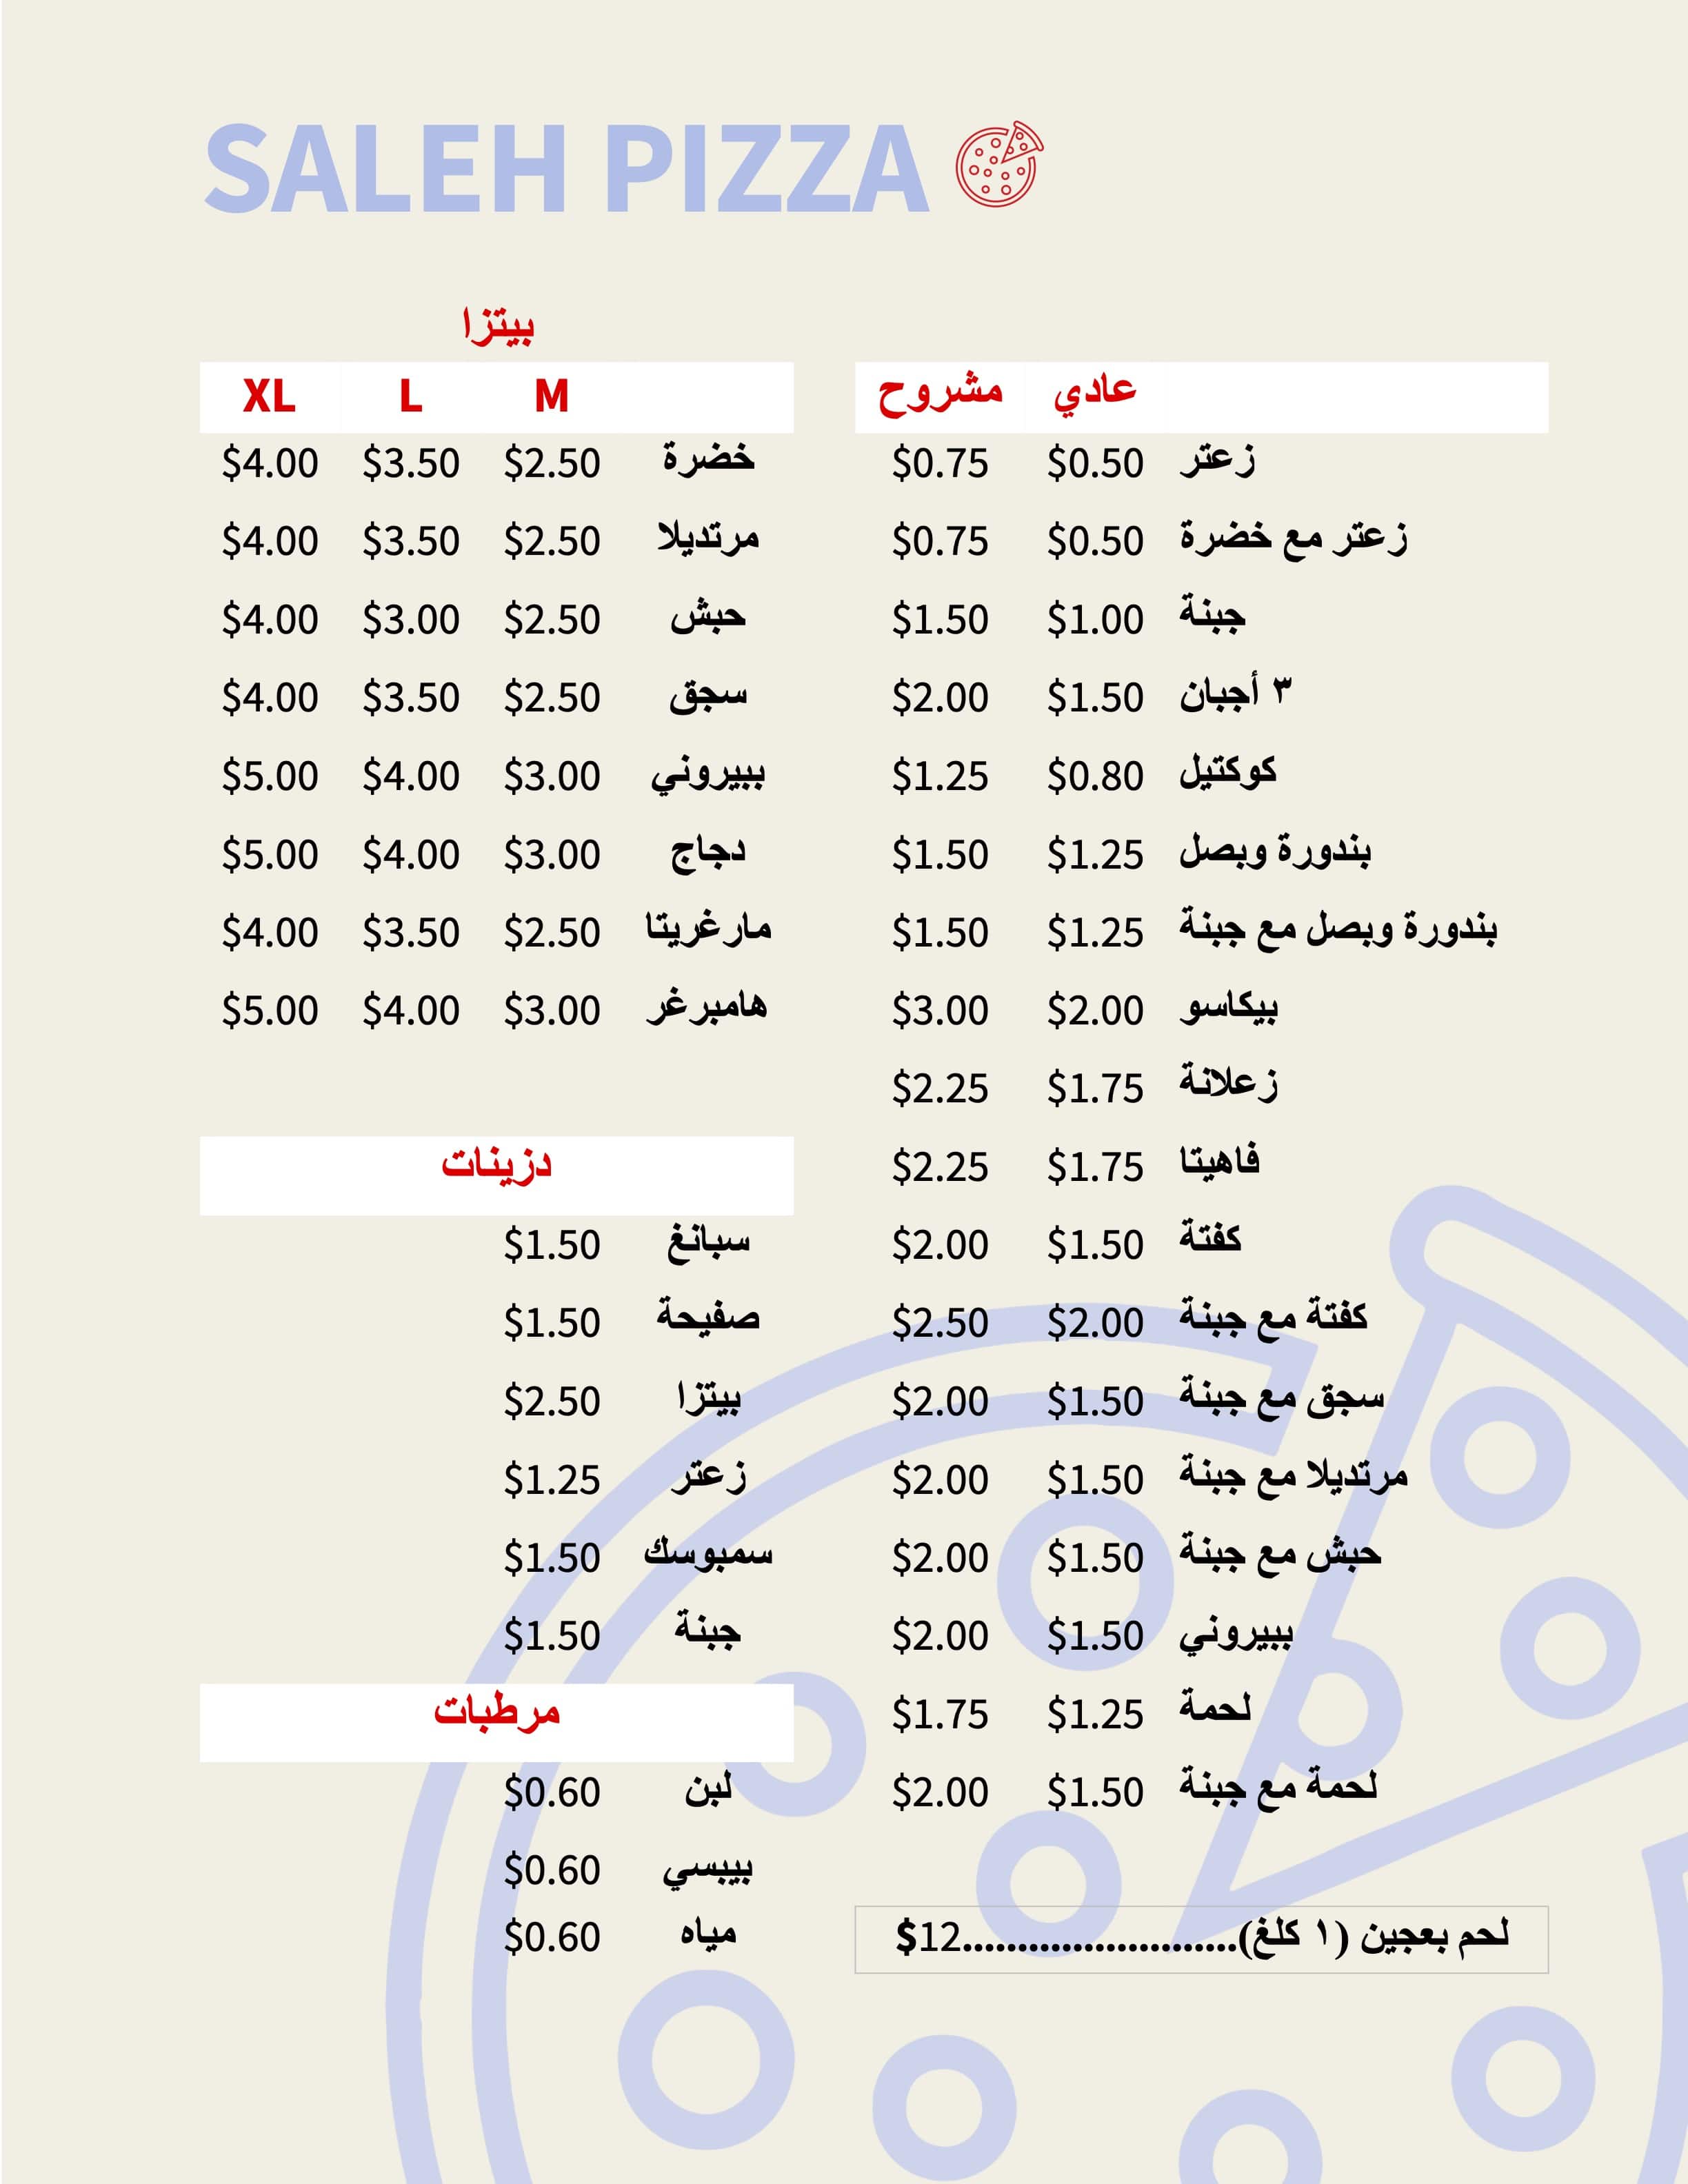 SALEH PIZZA
عادي مشروح
زعتر $0.50 $0.75
زعتر مع خضرة $0.50 $0.75
جبنة $1.00 $1.50
٣ أجبان $1.50 $2.00
كوكتيل $0.80 $1.25
بندورة وبصل $1.25 $1.50
بندورة وبصل مع جبنة $1.25 $1.50
بيكاسو $2.00 $3.00
زعلانة $1.75 $2.25
فاهيتا $1.75 $2.25
كفتة $1.50 $2.00
كفتة مع جبنة $2.00 $2.50
سجق مع جبنة $1.50 $2.00
مرتديلا مع جبنة $1.50 $2.00
حبش مع جبنة $1.50 $2.00
ببيروني $1.50 $2.00
لحمة $1.25 $1.75
لحمة مع جبنة $1.50 $2.00
لحم بعجين (١ كلغ).........................12$
بيتزا
M L XL
خضرة $2.50 $3.50 $4.00
مرتديلا $2.50 $3.50 $4.00
حبش $2.50 $3.00 $4.00
سجق $2.50 $3.50 $4.00
ببيروني $3.00 $4.00 $5.00
دجاج $3.00 $4.00 $5.00
مارغريتا $2.50 $3.50 $4.00
هامبرغر $3.00 $4.00 $5.00
دزينات
سبانغ $1.50
صفيحة $1.50
بيتزا $2.50
زعتر $1.25
سمبوسك $1.50
جبنة $1.50
مرطبات
لبن $0.60
بيبسي $0.60
مياه $0.60